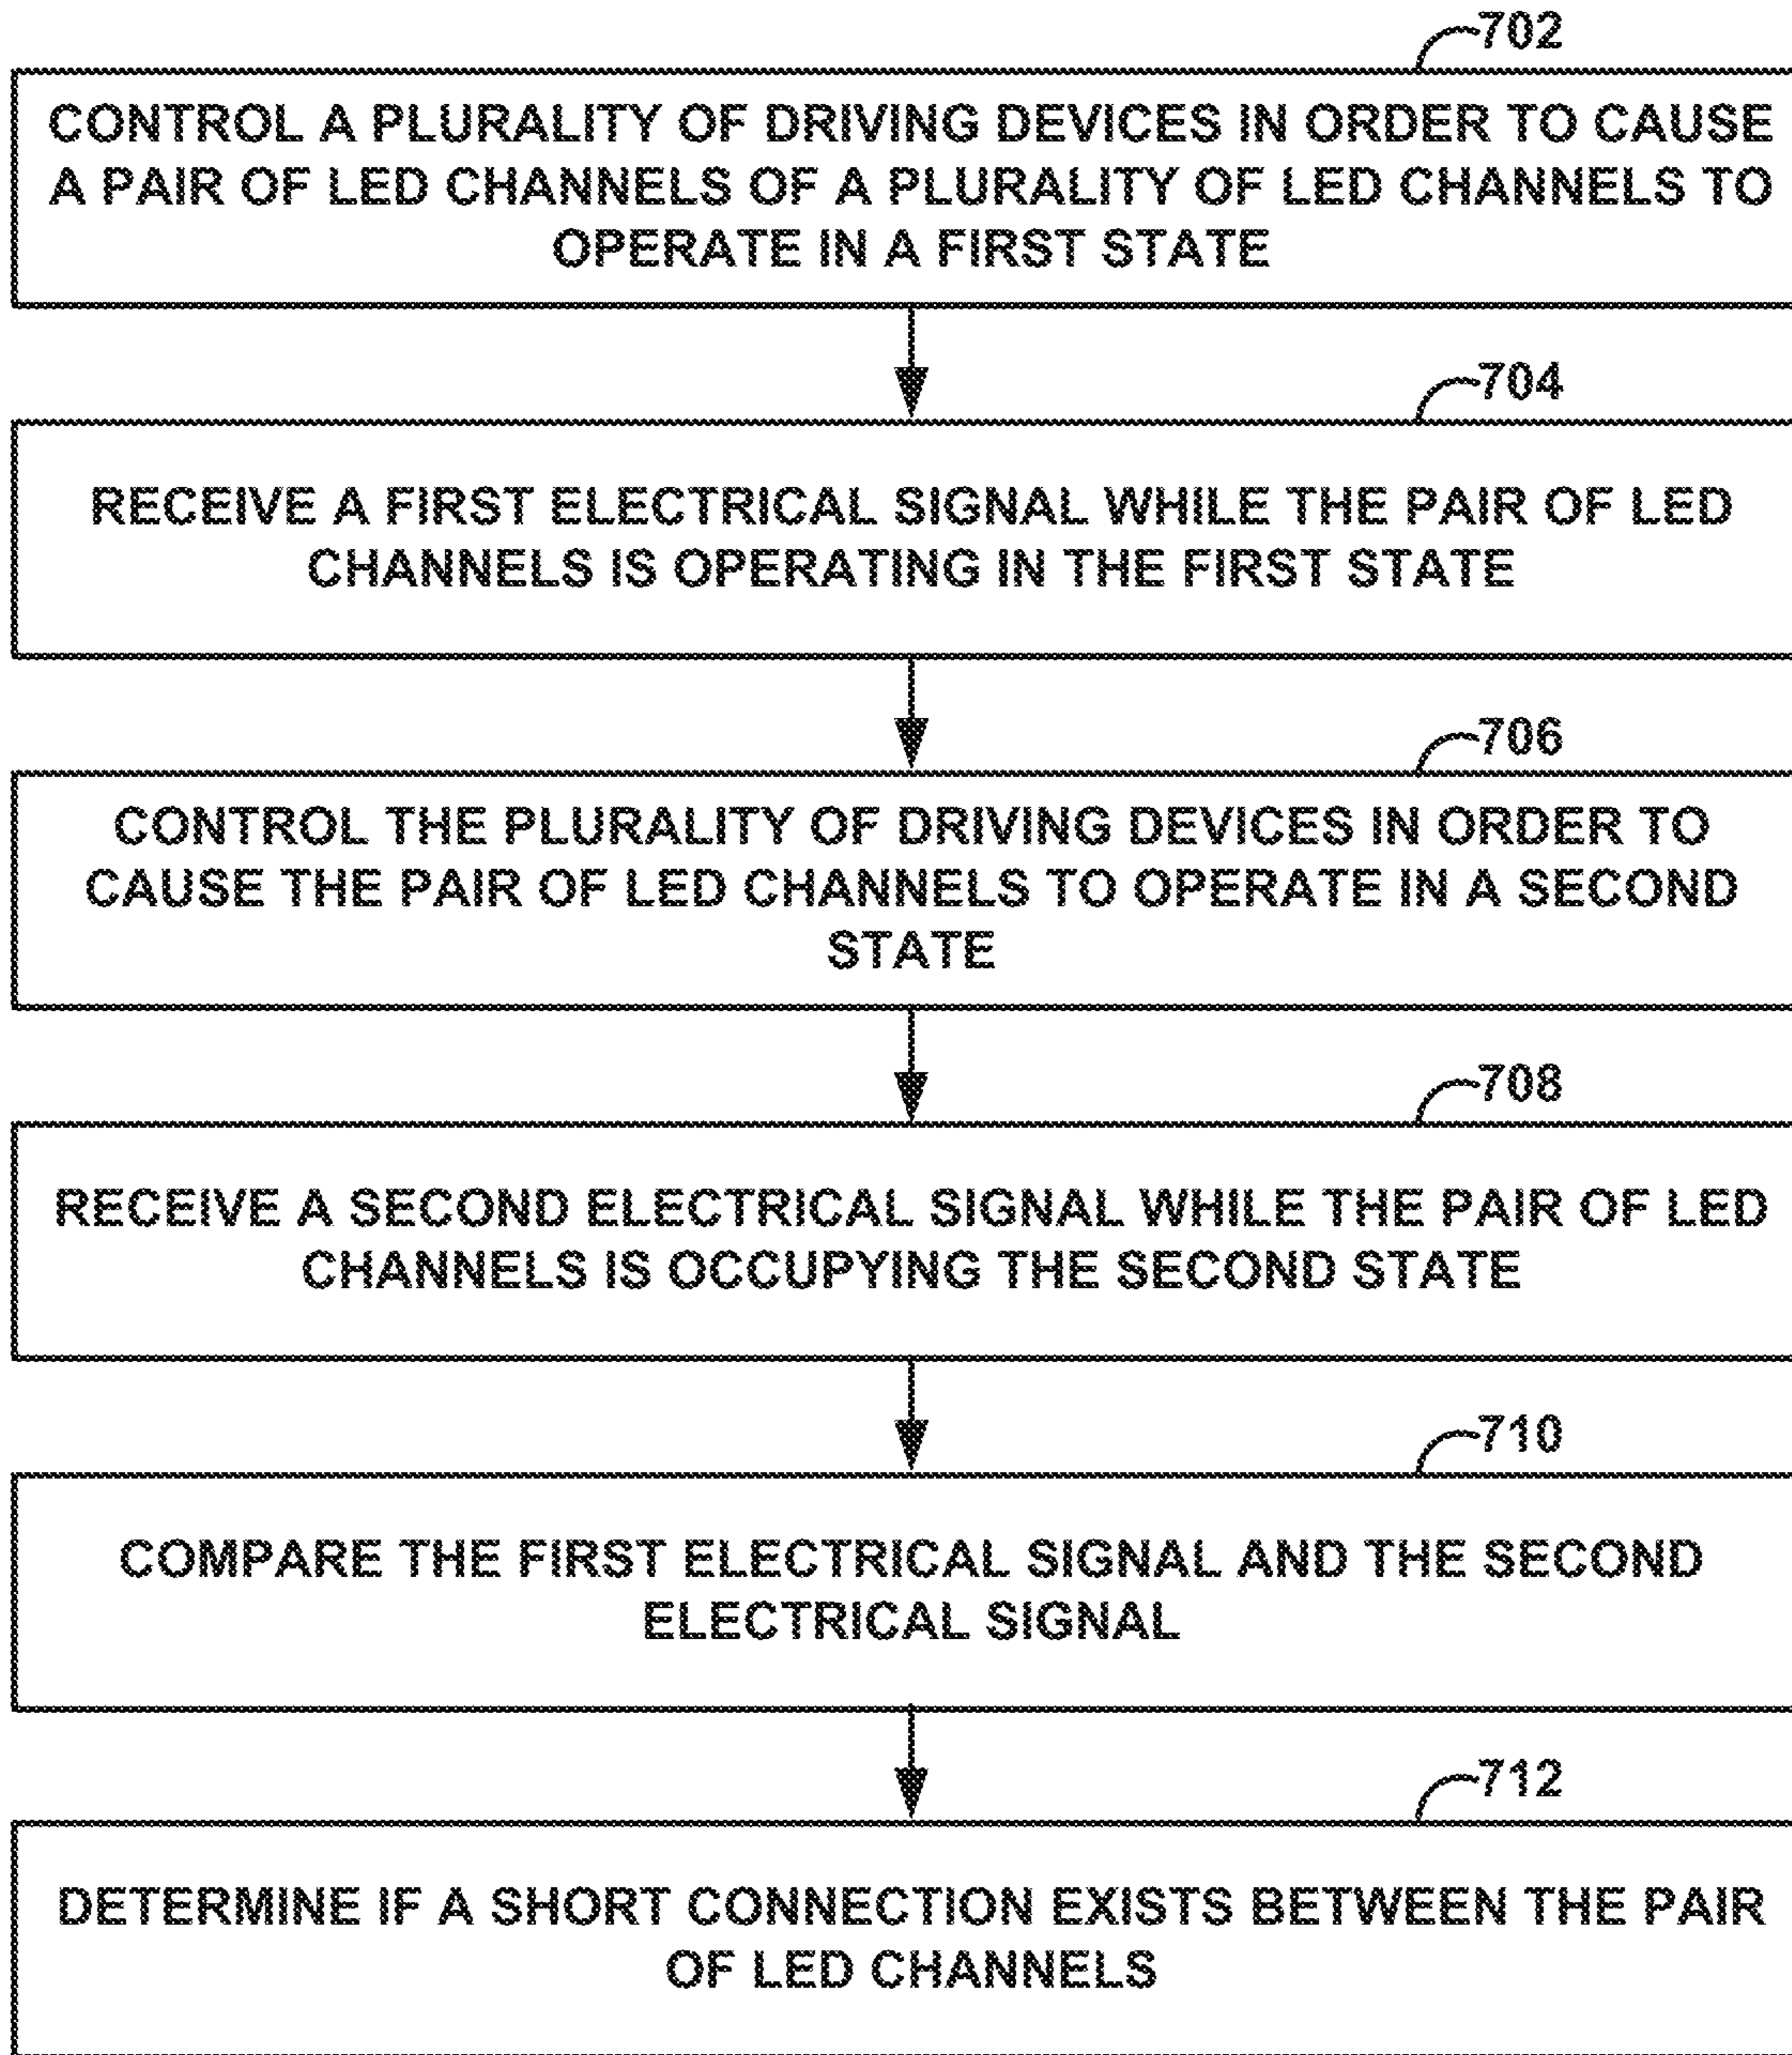 702
CONTROL A PLURALITY OF DRIVING DEVICES IN ORDER TO CAUSE
A PAIR OF LED CHANNELS OF A PLURALITY OF LED CHANNELS TO
OPERATE IN A FIRST STATE
704
RECEIVE A FIRST ELECTRICAL SIGNAL WHILE THE PAIR OF LED
CHANNELS IS OPERATING IN THE FIRST STATE
706
CONTROL THE PLURALITY OF DRIVING DEVICES IN ORDER TO
CAUSE THE PAIR OF LED CHANNELS TO OPERATE IN A SECOND
STATE
708
RECEIVE A SECOND ELECTRICAL SIGNAL WHILE THE PAIR OF LED
CHANNELS IS OCCUPYING THE SECOND STATE
710
COMPARE THE FIRST ELECTRICAL SIGNAL AND THE SECOND
ELECTRICAL SIGNAL
712
DETERMINE IF A SHORT CONNECTION EXISTS BETWEEN THE PAIR
OF LED CHANNELS